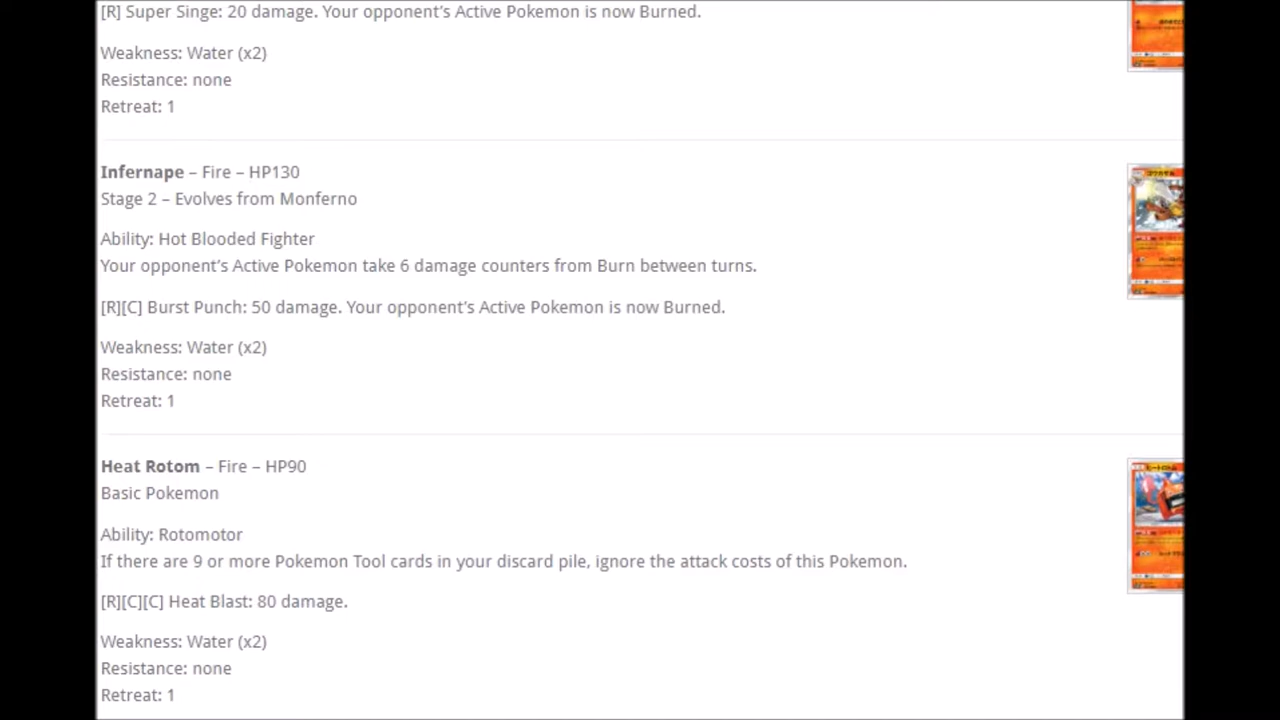 [R] Super Singe: 20 damage. Your opponent’s Active Pokemon is now Burned.
Weakness: Water (x2)
Resistance: none
Retreat: 1
Infernape – Fire – HP130
Stage 2 – Evolves from Monferno
Ability: Hot Blooded Fighter
Your opponent’s Active Pokemon take 6 damage counters from Burn between turns.
[R][C] Burst Punch: 50 damage. Your opponent’s Active Pokemon is now Burned.
Weakness: Water (x2)
Resistance: none
Retreat: 1
Heat Rotom – Fire – HP90
Basic Pokemon
Ability: Rotomotor
If there are 9 or more Pokemon Tool cards in your discard pile, ignore the attack costs of this Pokemon.
[R][C][C] Heat Blast: 80 damage.
Weakness: Water (x2)
Resistance: none
Retreat: 1